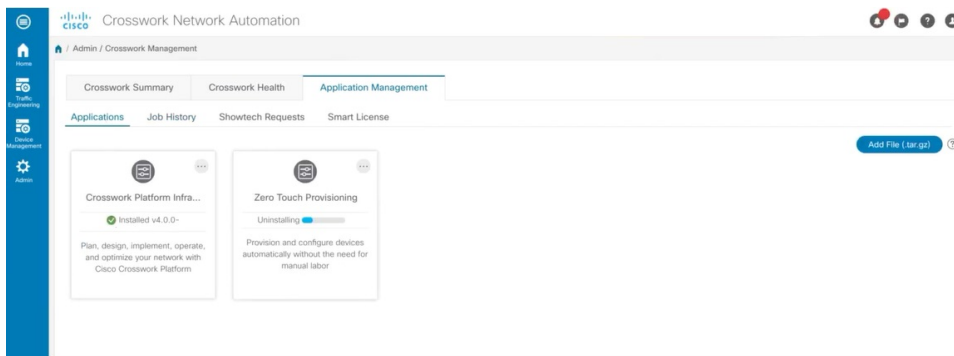 CISCO Crosswork Network Automation
/ Admin / Crosswork Management
Home
Traffic Engineering
Device Management
Admin
Crosswork Summary Crosswork Health Application Management
Applications Job History Showtech Requests Smart License
Add File (.tar.gz) ?
Crosswork Platform Infra...
Installed v4.0.0-
Plan, design, implement, operate,
and optimize your network with
Cisco Crosswork Platform
Zero Touch Provisioning
Uninstalling
Provision and configure devices
automatically without the need for
manual labor